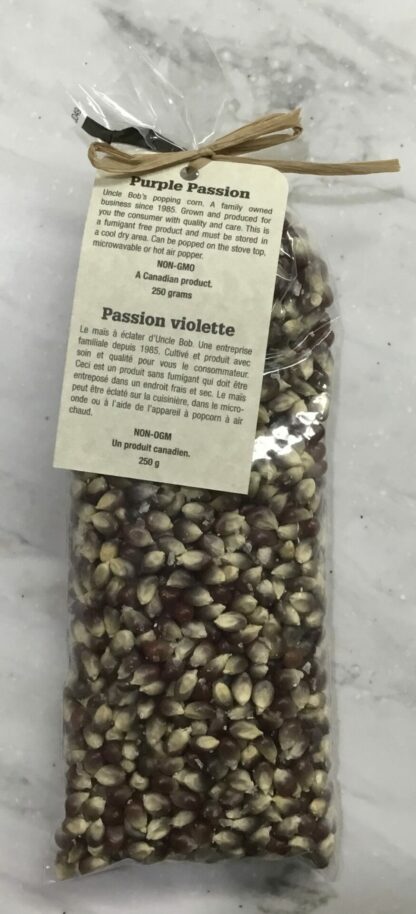 Purple Passion
Uncle Bob's popping corn. A family owned
business since 1985. Grown and produced for
you the consumer with quality and care. This is
a fumigant free product and must be stored in
a cool dry area. Can be popped on the stove top,
microwavable or hot air popper.
NON-GMO
A Canadian product.
250 grams
Passion violette
Le maïs à éclater d'Uncle Bob. Une entreprise
familiale depuis 1985. Cultivé et produit avec
soin et qualité pour vous le consommateur.
Ceci est un produit sans fumigant qui doit être
entreposé dans un endroit frais et sec. Le maïs
peut être éclaté sur la cuisinière, dans le micro-
onde ou à l'aide de l'appareil à popcorn à air
chaud.
NON-OGM
Un produit canadien.
250 g